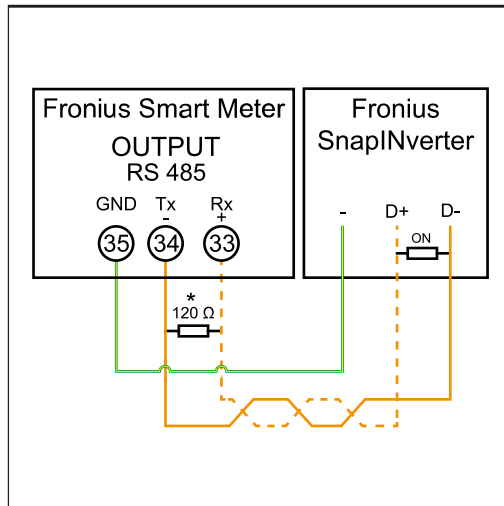 Fronius Smart Meter
OUTPUT
RS 485
GND Tx Rx
- +
35 34 33
Fronius
SnapINverter
- D+ D-
ON
*
120 Ω